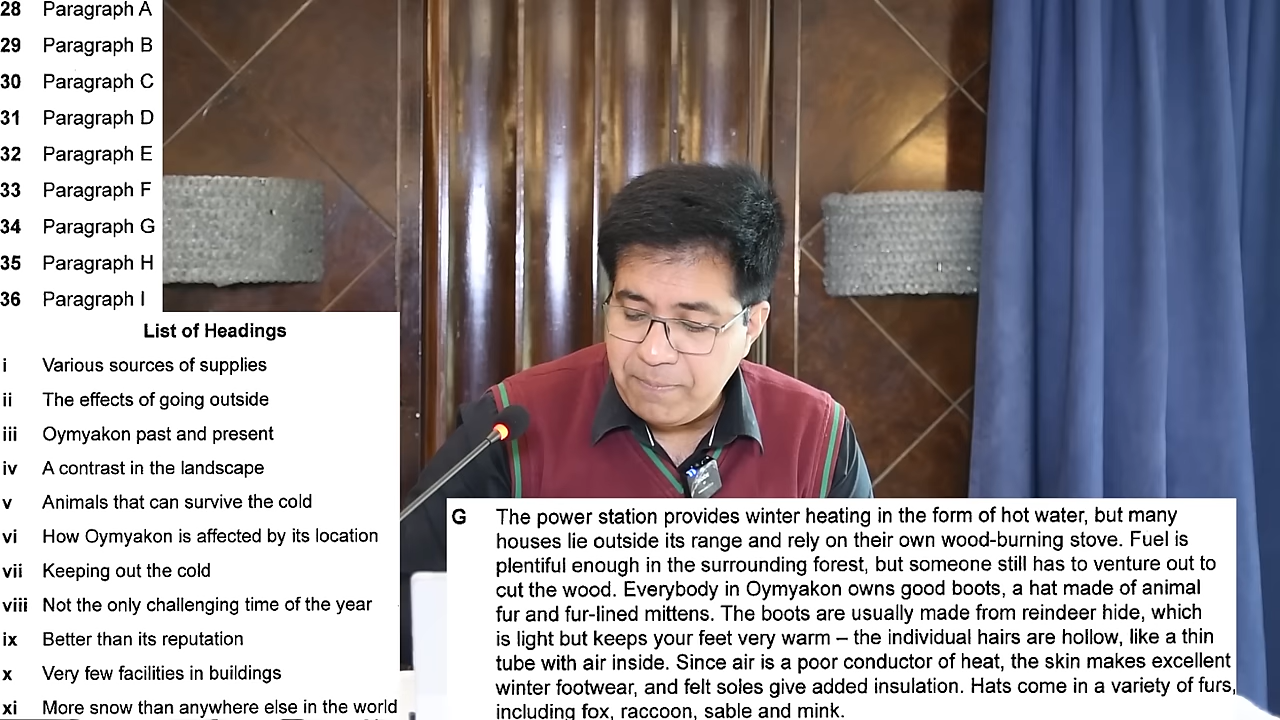 28 Paragraph A
29 Paragraph B
30 Paragraph C
31 Paragraph D
32 Paragraph E
33 Paragraph F
34 Paragraph G
35 Paragraph H
36 Paragraph I
List of Headings
i Various sources of supplies
ii The effects of going outside
iii Oymyakon past and present
iv A contrast in the landscape
v Animals that can survive the cold
vi How Oymyakon is affected by its location
vii Keeping out the cold
viii Not the only challenging time of the year
ix Better than its reputation
x Very few facilities in buildings
xi More snow than anywhere else in the world
G The power station provides winter heating in the form of hot water, but many
houses lie outside its range and rely on their own wood-burning stove. Fuel is
plentiful enough in the surrounding forest, but someone still has to venture out to
cut the wood. Everybody in Oymyakon owns good boots, a hat made of animal
fur and fur-lined mittens. The boots are usually made from reindeer hide, which
is light but keeps your feet very warm – the individual hairs are hollow, like a thin
tube with air inside. Since air is a poor conductor of heat, the skin makes excellent
winter footwear, and felt soles give added insulation. Hats come in a variety of furs,
including fox, raccoon, sable and mink.